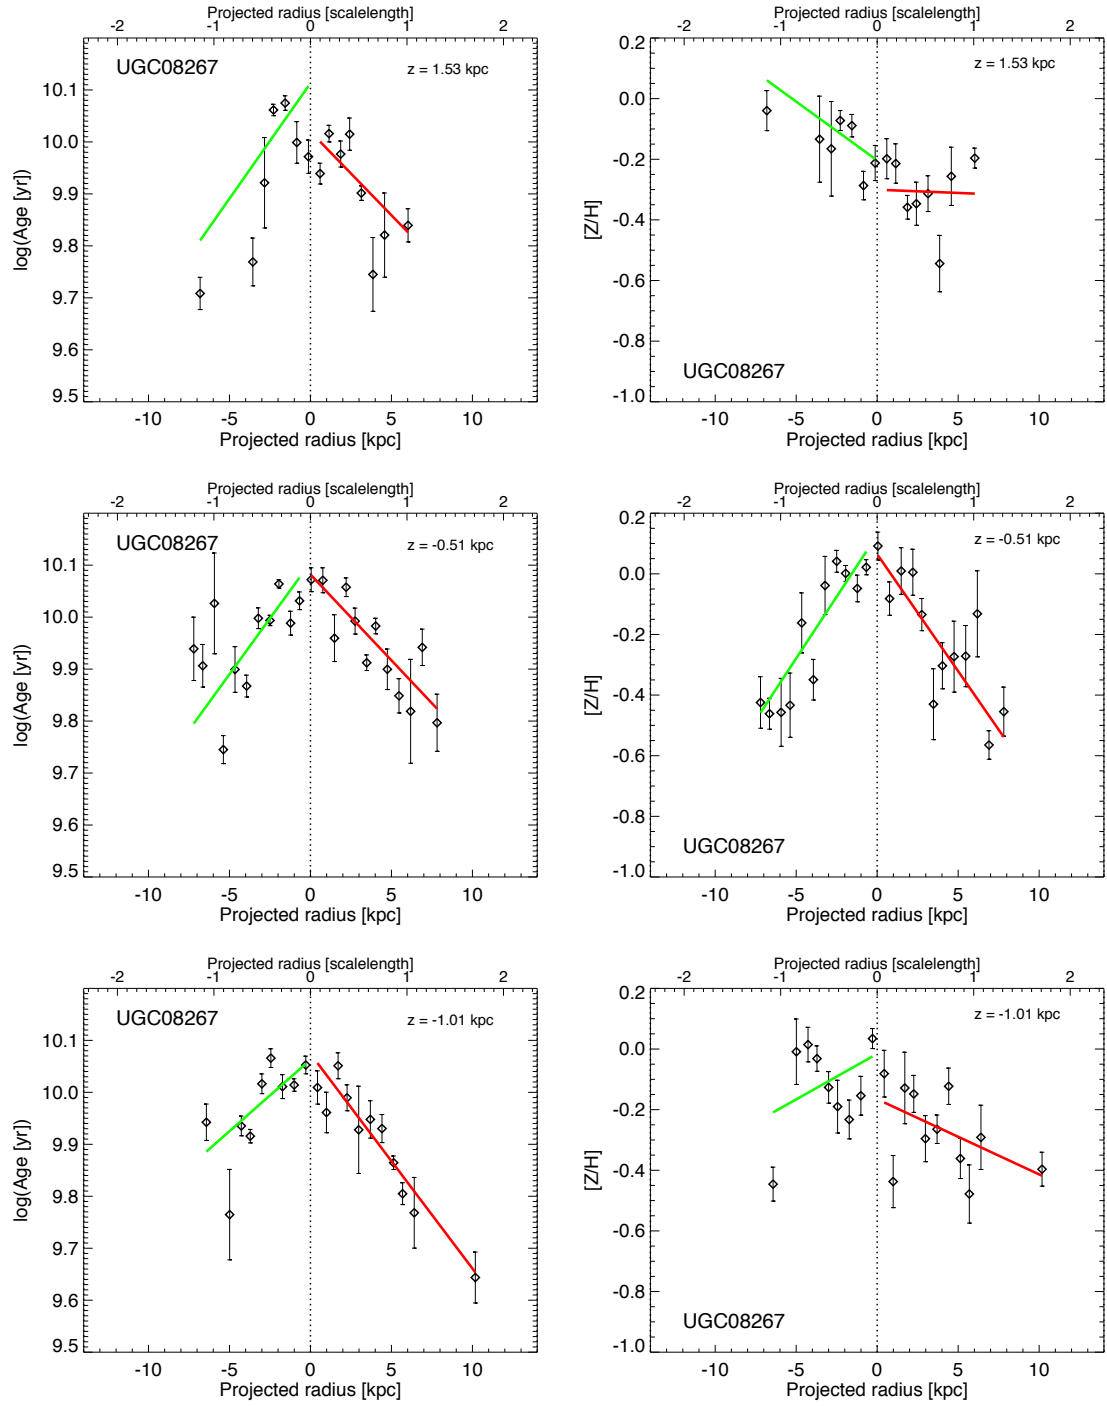 Projected radius [scalelength]
-2 -1 0 1 2
UGC08267
z = 1.53 kpc
log(Age [yr])
10.1
10.0
9.9
9.8
9.7
9.6
9.5
-10 -5 0 5 10
Projected radius [kpc]
Projected radius [scalelength]
-2 -1 0 1 2
z = 1.53 kpc
[Z/H]
0.2
0.0
-0.2
-0.4
-0.6
-0.8
-1.0
UGC08267
-10 -5 0 5 10
Projected radius [kpc]
Projected radius [scalelength]
-2 -1 0 1 2
UGC08267
z = -0.51 kpc
log(Age [yr])
10.1
10.0
9.9
9.8
9.7
9.6
9.5
-10 -5 0 5 10
Projected radius [kpc]
Projected radius [scalelength]
-2 -1 0 1 2
z = -0.51 kpc
[Z/H]
0.2
0.0
-0.2
-0.4
-0.6
-0.8
-1.0
UGC08267
-10 -5 0 5 10
Projected radius [kpc]
Projected radius [scalelength]
-2 -1 0 1 2
UGC08267
z = -1.01 kpc
log(Age [yr])
10.1
10.0
9.9
9.8
9.7
9.6
9.5
-10 -5 0 5 10
Projected radius [kpc]
Projected radius [scalelength]
-2 -1 0 1 2
z = -1.01 kpc
[Z/H]
0.2
0.0
-0.2
-0.4
-0.6
-0.8
-1.0
UGC08267
-10 -5 0 5 10
Projected radius [kpc]